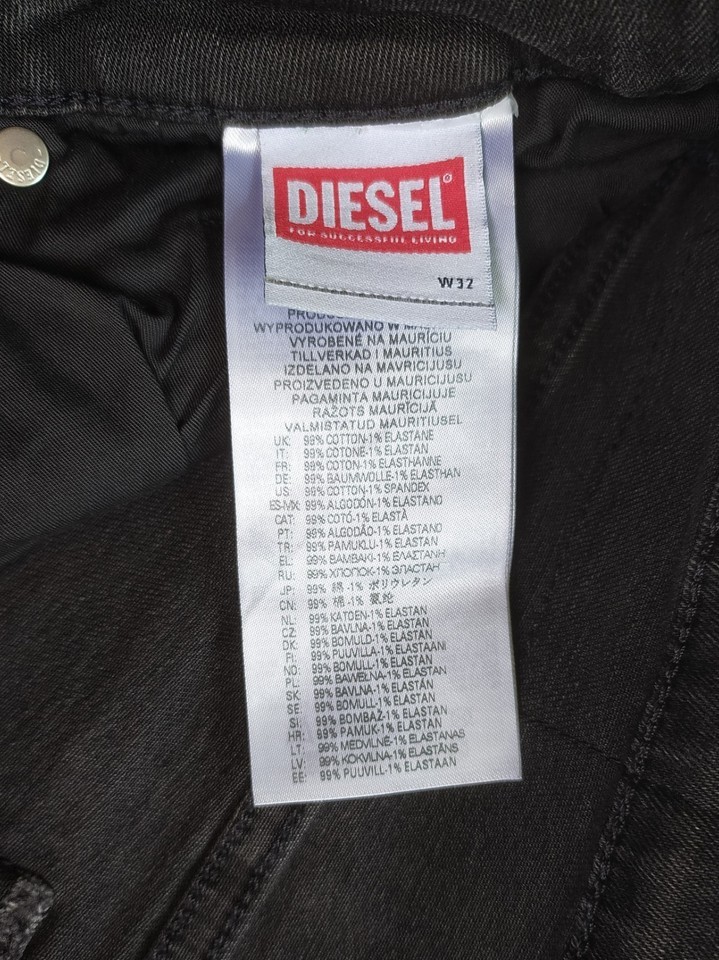 DIESEL
DIESEL®
FOR SUCCESSFUL LIVING
W32
WYPRODUKOWANO W
VYROBENÉ NA MAURÍCIU
TILLVERKAD I MAURITIUS
IZDELANO NA MAVRICIJUSU
PROIZVEDENO U MAURICIJUSU
PAGAMINTA MAURICIJUJE
RAŽOTS MAURĪCIJĀ
VALMISTATUD MAURITIUSEL
UK: 99% COTTON-1% ELASTANE
IT: 99% COTONE-1% ELASTAN
FR: 99% COTON-1% ELASTHANNE
DE: 99% BAUMWOLLE-1% ELASTHAN
US: 99% COTTON-1% SPANDEX
ES-MX: 99% ALGODÓN-1% ELASTANO
CAT: 99% COTÓ-1% ELASTÀ
PT: 99% ALGODÃO-1% ELASTANO
TR: 99% PAMUKLU-1% ELASTAN
EL: 99% ΒΑΜΒΑΚΙ-1% ΕΛΑΣΤΑΝΗ
RU: 99% ХЛОПОК-1% ЭЛАСТАН
JP: 99% 綿 -1% ポリウレタン
CN: 99% 棉 -1% 氨纶
NL: 99% KATOEN-1% ELASTAN
CZ: 99% BAVLNA-1% ELASTAN
DK: 99% BOMULD-1% ELASTAN
FI: 99% PUUVILLA-1% ELASTAANI
NO: 99% BOMULL-1% ELASTAN
PL: 99% BAWEŁNA-1% ELASTAN
SK: 99% BAVLNA-1% ELASTÁN
SE: 99% BOMULL-1% ELASTAN
SI: 99% BOMBAŽ-1% ELASTAN
HR: 99% PAMUK-1% ELASTAN
LT: 99% MEDVILNĖ-1% ELASTANAS
LV: 99% KOKVILNA-1% ELASTĀNS
EE: 99% PUUVILL-1% ELASTAAN